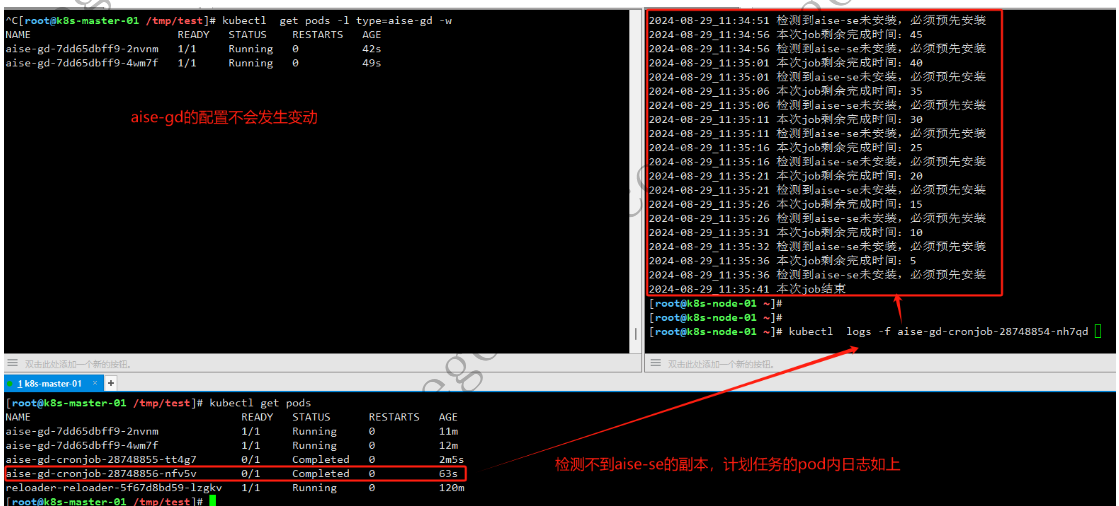 ^C[root@k8s-master-01 /tmp/test]# kubectl  get pods -l type=aise-gd -w
NAME READY STATUS RESTARTS AGE
aise-gd-7dd65dbff9-2nvnm 1/1 Running 0 42s
aise-gd-7dd65dbff9-4wm7f 1/1 Running 0 49s
aise-gd的配置不会发生变动
2024-08-29_11:34:51 检测到aise-se未安装，必须预先安装
2024-08-29_11:34:56 本次job剩余完成时间：45
2024-08-29_11:34:56 检测到aise-se未安装，必须预先安装
2024-08-29_11:35:01 本次job剩余完成时间：40
2024-08-29_11:35:01 检测到aise-se未安装，必须预先安装
2024-08-29_11:35:06 本次job剩余完成时间：35
2024-08-29_11:35:06 检测到aise-se未安装，必须预先安装
2024-08-29_11:35:11 本次job剩余完成时间：30
2024-08-29_11:35:11 检测到aise-se未安装，必须预先安装
2024-08-29_11:35:16 本次job剩余完成时间：25
2024-08-29_11:35:16 检测到aise-se未安装，必须预先安装
2024-08-29_11:35:21 本次job剩余完成时间：20
2024-08-29_11:35:21 检测到aise-se未安装，必须预先安装
2024-08-29_11:35:26 本次job剩余完成时间：15
2024-08-29_11:35:26 检测到aise-se未安装，必须预先安装
2024-08-29_11:35:31 本次job剩余完成时间：10
2024-08-29_11:35:32 检测到aise-se未安装，必须预先安装
2024-08-29_11:35:36 本次job剩余完成时间：5
2024-08-29_11:35:36 检测到aise-se未安装，必须预先安装
2024-08-29_11:35:41 本次job结束
[root@k8s-node-01 ~]#
[root@k8s-node-01 ~]#
[root@k8s-node-01 ~]# kubectl  logs -f aise-gd-cronjob-28748854-nh7qd
双击此处添加一个新的按钮。
双击此处添加一个新的按钮。
1 k8s-master-01 × +
[root@k8s-master-01 /tmp/test]# kubectl get pods
NAME READY STATUS RESTARTS AGE
aise-gd-7dd65dbff9-2nvnm 1/1 Running 0 11m
aise-gd-7dd65dbff9-4wm7f 1/1 Running 0 12m
aise-gd-cronjob-28748855-tt4g7 0/1 Completed 0 2m5s
aise-gd-cronjob-28748856-nfv5v 0/1 Completed 0 63s
reloader-reloader-5f67d8bd59-lzgkv 1/1 Running 0 120m
[root@k8s-master-01 /tmp/test]#
检测不到aise-se的副本，计划任务的pod内日志如上